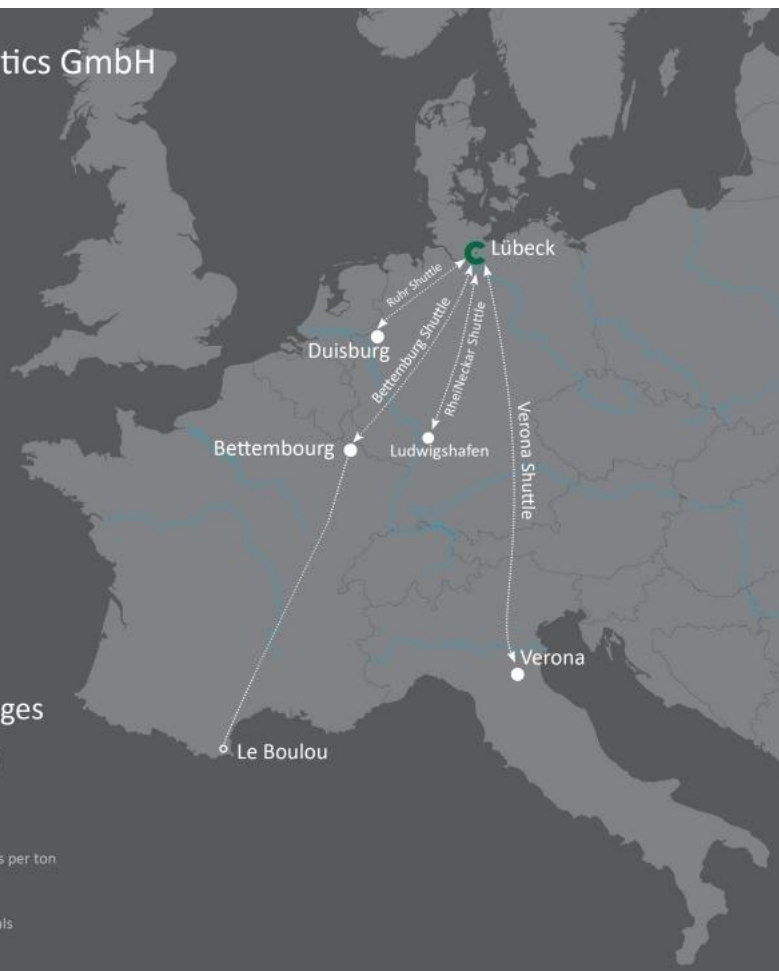 tics GmbH
Lübeck
Ruhr Shuttle
Duisburg
Bettemburg Shuttle
RheiNeckar Shuttle
Bettembourg
Ludwigshafen
Verona Shuttle
Verona
ges
Le Boulou
s per ton
ls